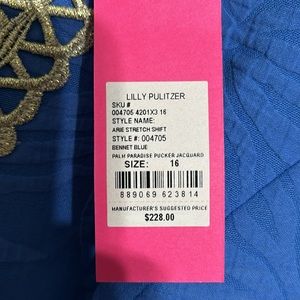 LILLY PULITZER
SKU #
004705 4201X3 16
STYLE NAME:
ARIE STRETCH SHIFT
STYLE #: 004705
BENNET BLUE
PALM PARADISE PUCKER JACQUARD
SIZE: 16
889069 623814
MANUFACTURER'S SUGGESTED PRICE
$228.00